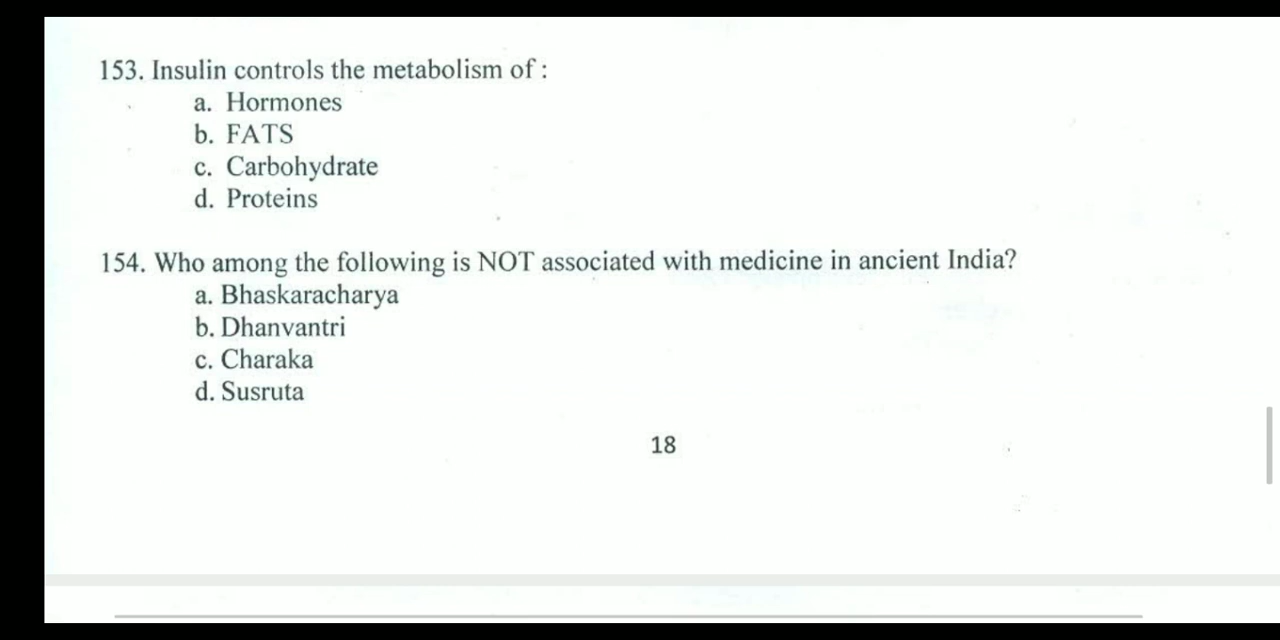 153. Insulin controls the metabolism of :
a. Hormones
b. FATS
c. Carbohydrate
d. Proteins
154. Who among the following is NOT associated with medicine in ancient India?
a. Bhaskaracharya
b. Dhanvantri
c. Charaka
d. Susruta
18